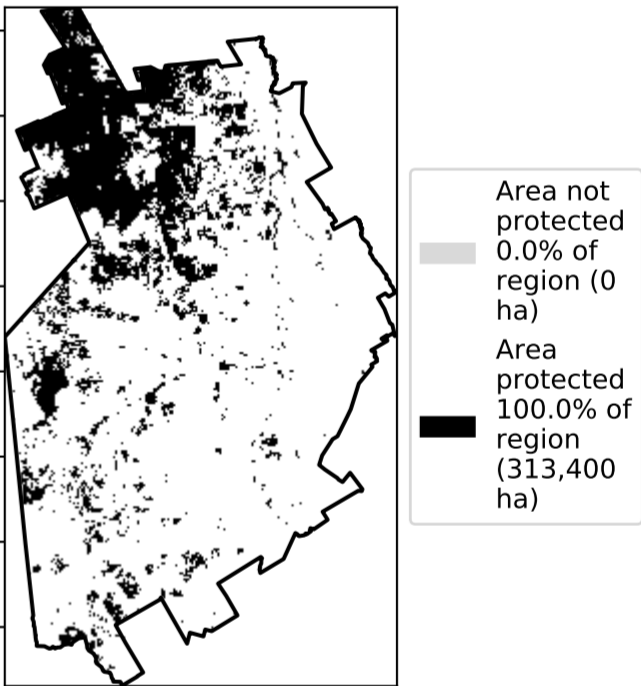 Area not
protected
0.0% of
region (0
ha)
Area
protected
100.0% of
region
(313,400
ha)